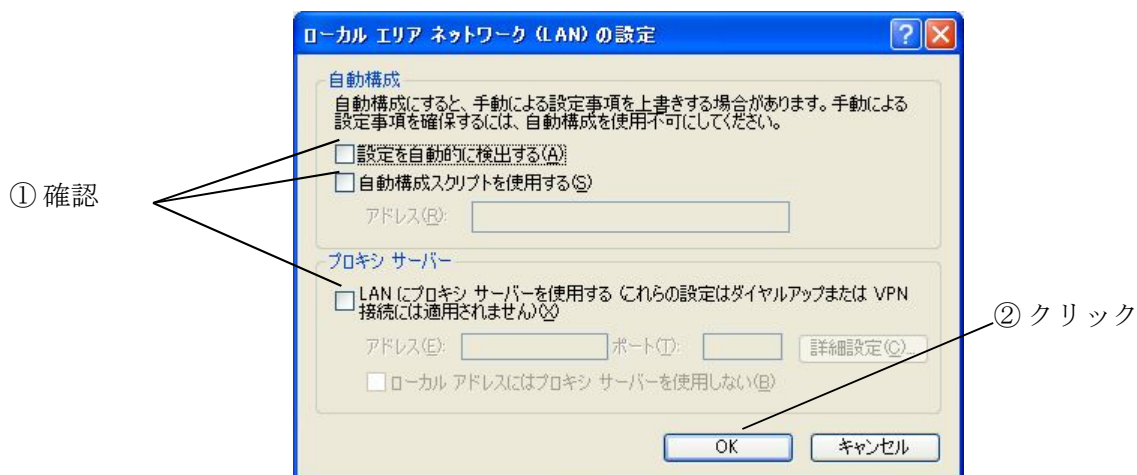 ローカル エリア ネットワーク (LAN) の設定
自動構成
自動構成にすると、手動による設定事項を上書きする場合があります。手動による
設定事項を確保するには、自動構成を使用不可にしてください。
設定を自動的に検出する(A)
自動構成スクリプトを使用する(S)
① 確認
アドレス(R):
プロキシ サーバー
LAN にプロキシ サーバーを使用する (これらの設定はダイヤルアップまたは VPN
接続には適用されません)(X)
② クリック
アドレス(E): ポート(T): 詳細設定(C)...
ローカル アドレスにはプロキシ サーバーを使用しない(B)
OK キャンセル